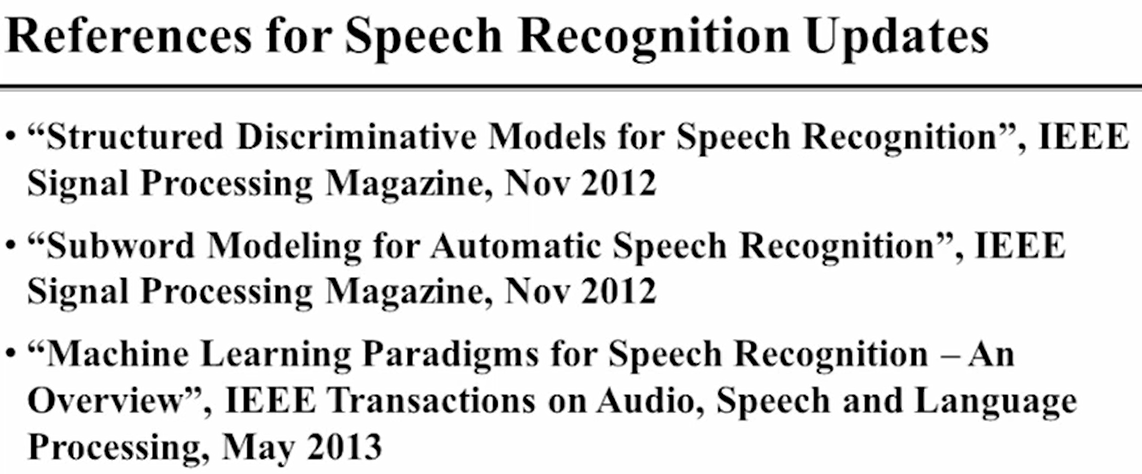 References for Speech Recognition Updates
• “Structured Discriminative Models for Speech Recognition”, IEEE
Signal Processing Magazine, Nov 2012
• “Subword Modeling for Automatic Speech Recognition”, IEEE
Signal Processing Magazine, Nov 2012
• “Machine Learning Paradigms for Speech Recognition – An
Overview”, IEEE Transactions on Audio, Speech and Language
Processing, May 2013